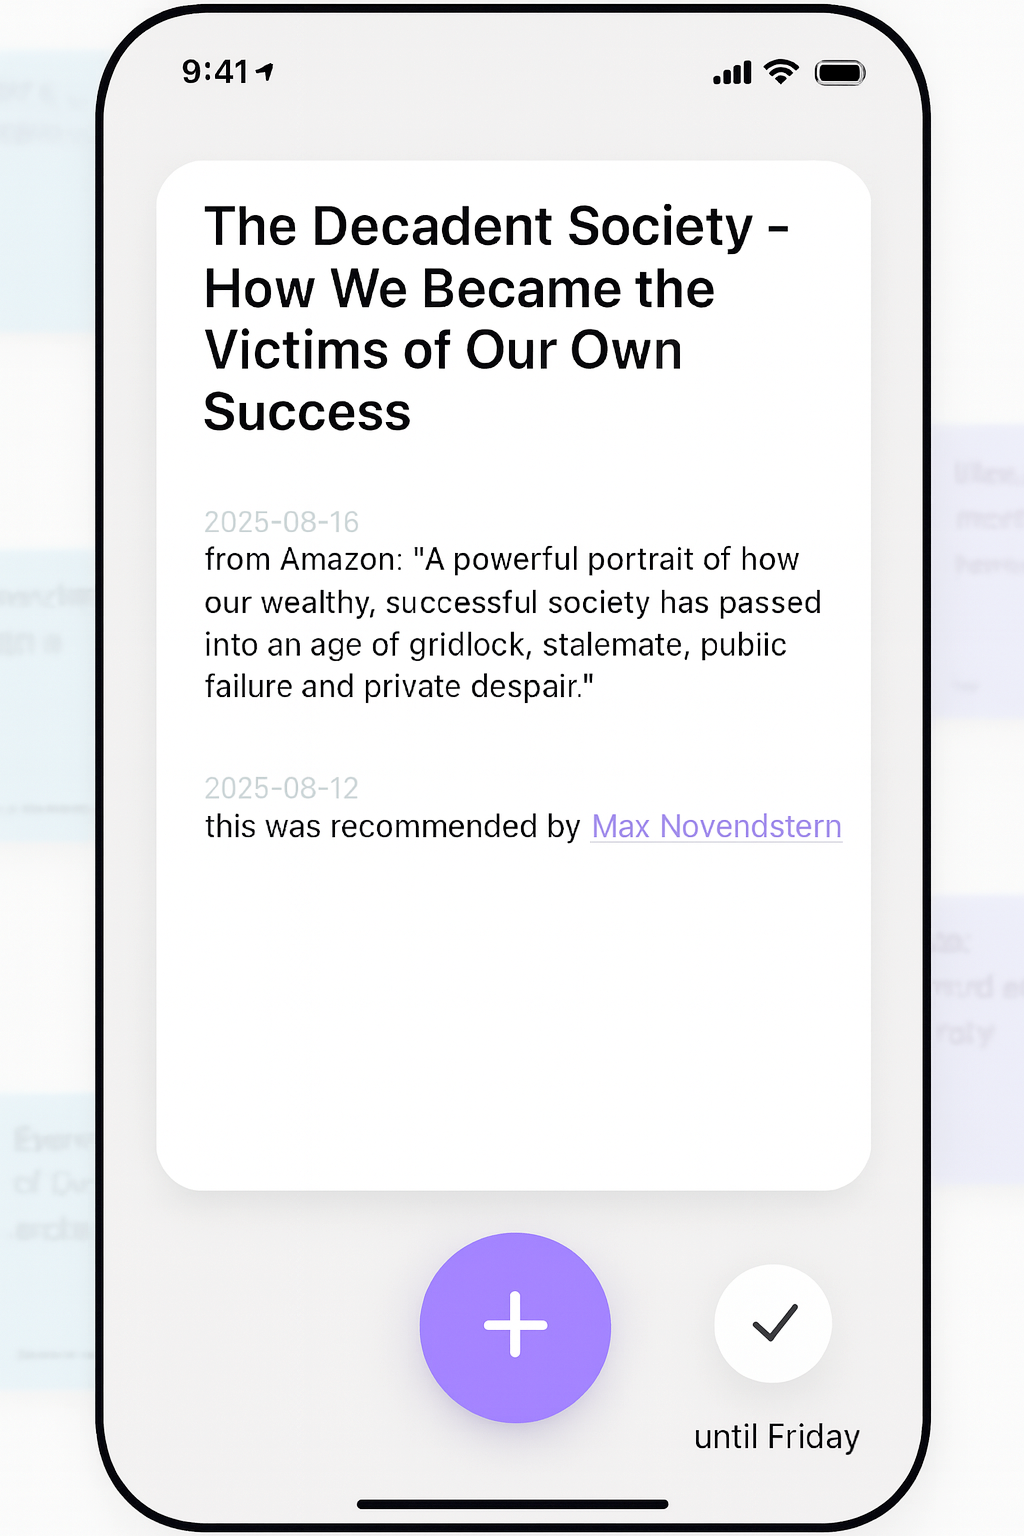 9:41
The Decadent Society -
How We Became the
Victims of Our Own
Success
2025-08-16
from Amazon: "A powerful portrait of how
our wealthy, successful society has passed
into an age of gridlock, stalemate, pubiic
failure and private despair."
2025-08-12
this was recommended by Max Novendstern
until Friday